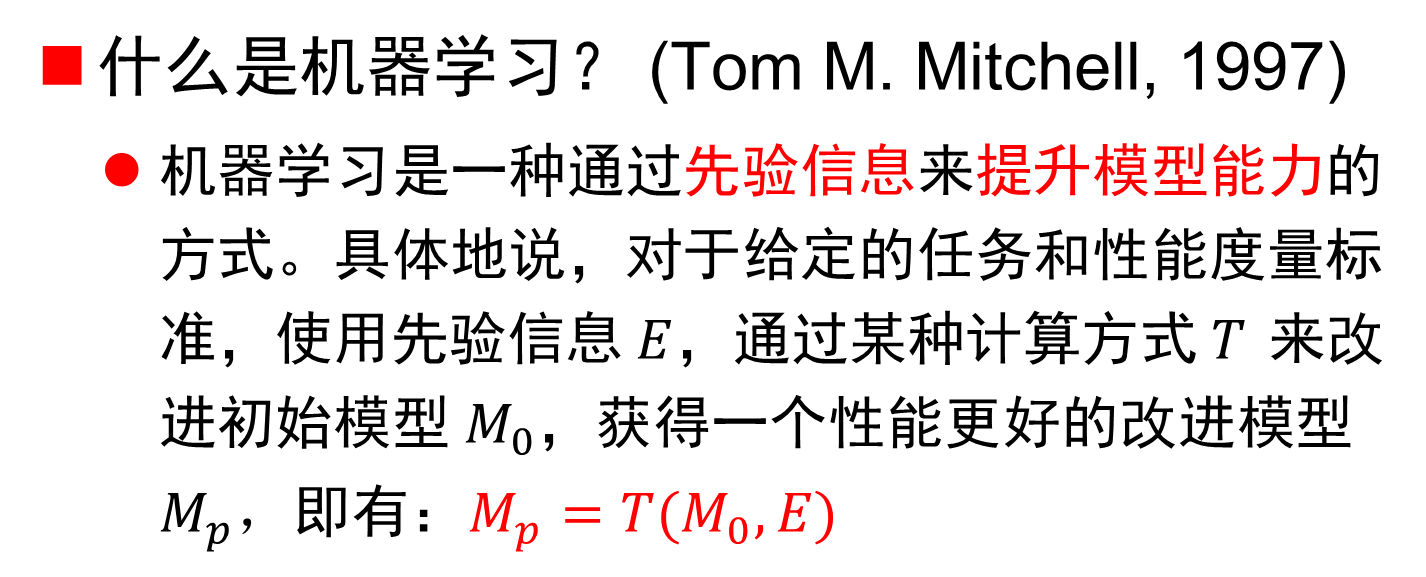 什么是机器学习？ (Tom M. Mitchell, 1997)
机器学习是一种通过先验信息来提升模型能力的
方式。具体地说，对于给定的任务和性能度量标
准，使用先验信息 E，通过某种计算方式 T 来改
进初始模型 M₀，获得一个性能更好的改进模型
Mₚ，即有：Mₚ = T(M₀, E)